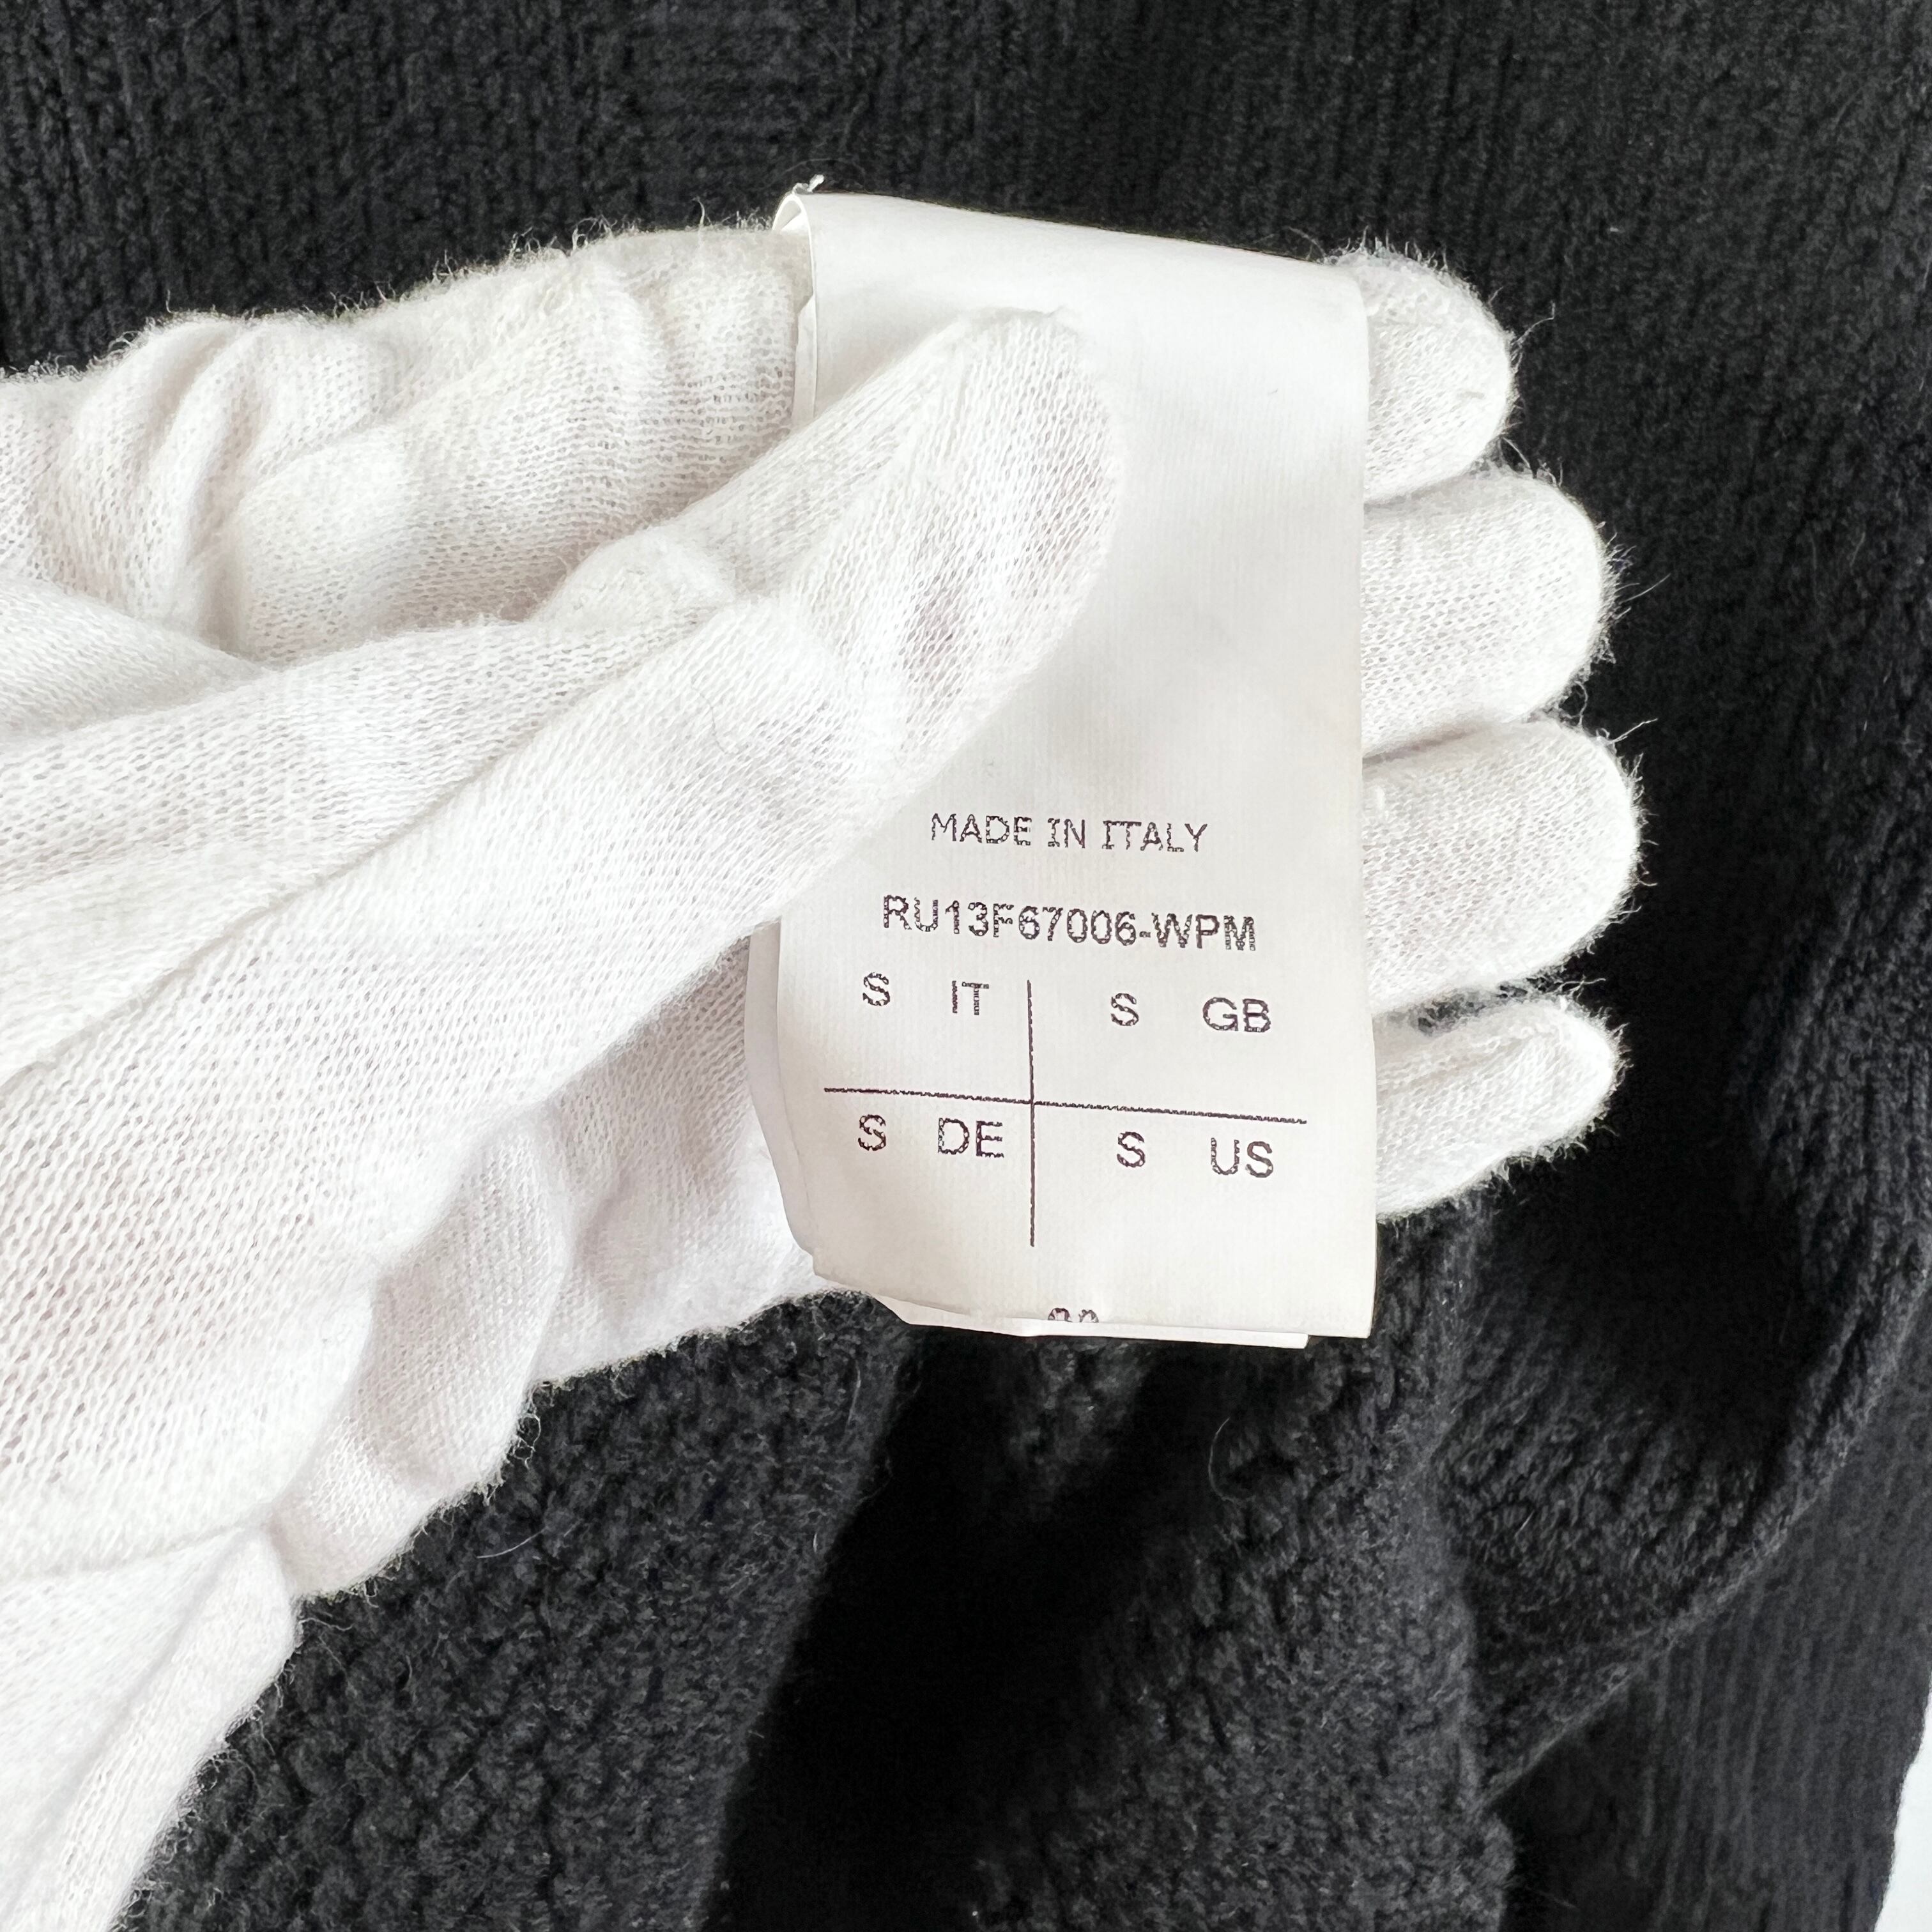 MADE IN ITALY
RU13F67006-WPM
S IT S GB
S DE S US